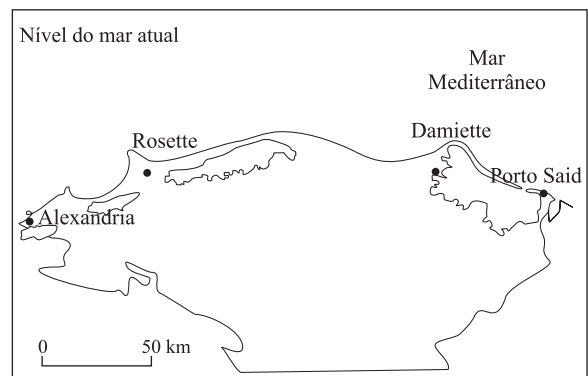 Nível do mar atual
Mar
Mediterrâneo
Rosette
Damiette
Porto Said
Alexandria
0 50 km